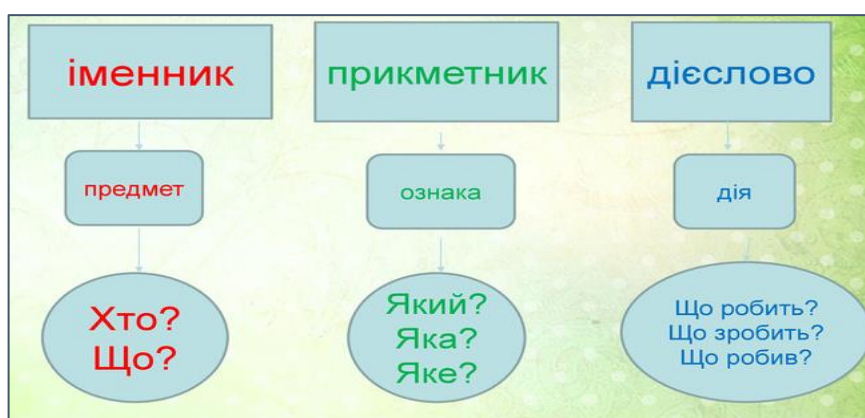 іменник
предмет
Хто?
Що?
прикметник
ознака
Який?
Яка?
Яке?
дієслово
дія
Що робить?
Що зробить?
Що робив?